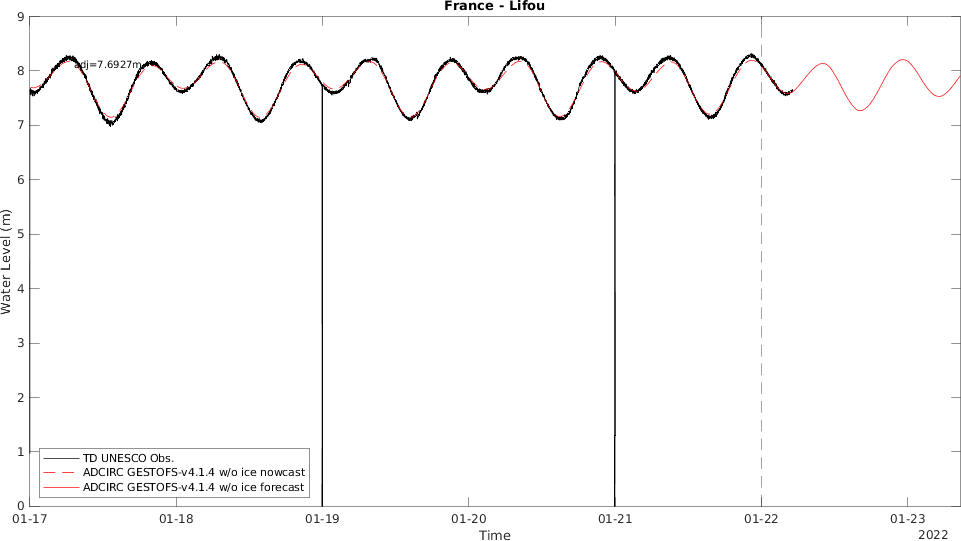 France - Lifou
9
8
7
6
5
4
3
2
1
0
Water Level (m)
adj=7.6927m
TD UNESCO Obs.
ADCIRC GESTOFS-v4.1.4 w/o ice nowcast
ADCIRC GESTOFS-v4.1.4 w/o ice forecast
01-17 01-18 01-19 01-20 01-21 01-22 01-23
Time
2022